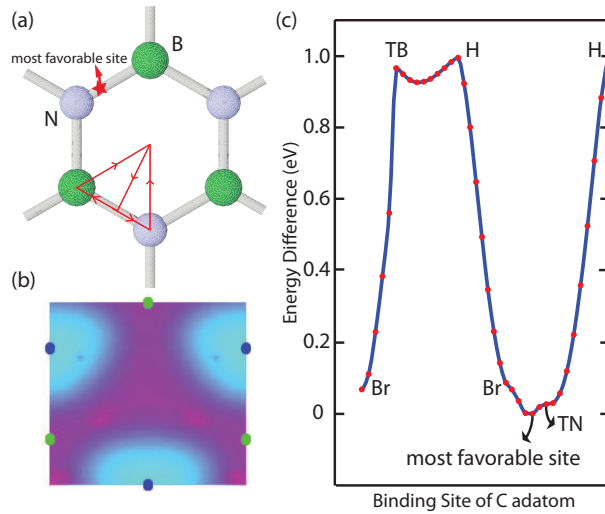 (a)
B
most favorable site
N
(b)
(c)
TB
H
H
1.0
0.8
0.6
0.4
0.2
0
Energy Difference (eV)
Br
Br
TN
most favorable site
Binding Site of C adatom